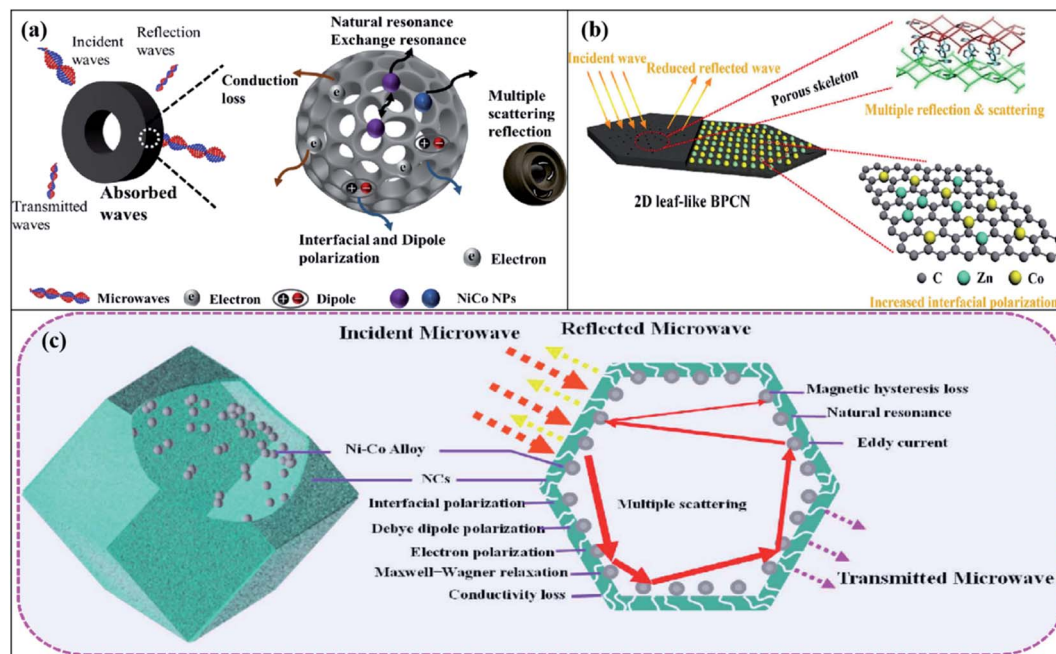 (a)
Incident
waves
Reflection
waves
Transmitted
waves
Absorbed
waves
Conduction
loss
Natural resonance
Exchange resonance
Multiple
scattering
reflection
Interfacial and Dipole
polarization
e
e
e
e
Electron
Microwaves
e
Electron
Dipole
NiCo NPs
(b)
Incident wave
Reduced reflected wave
Porous skeleton
Multiple reflection & scattering
2D leaf-like BPCN
C
Zn
Co
Increased interfacial polarization
(c)
Incident Microwave
Reflected Microwave
Ni-Co Alloy
NCs
Interfacial polarization
Debye dipole polarization
Electron polarization
Maxwell-Wagner relaxation
Conductivity loss
Multiple scattering
Magnetic hysteresis loss
Natural resonance
Eddy current
Transmitted Microwave